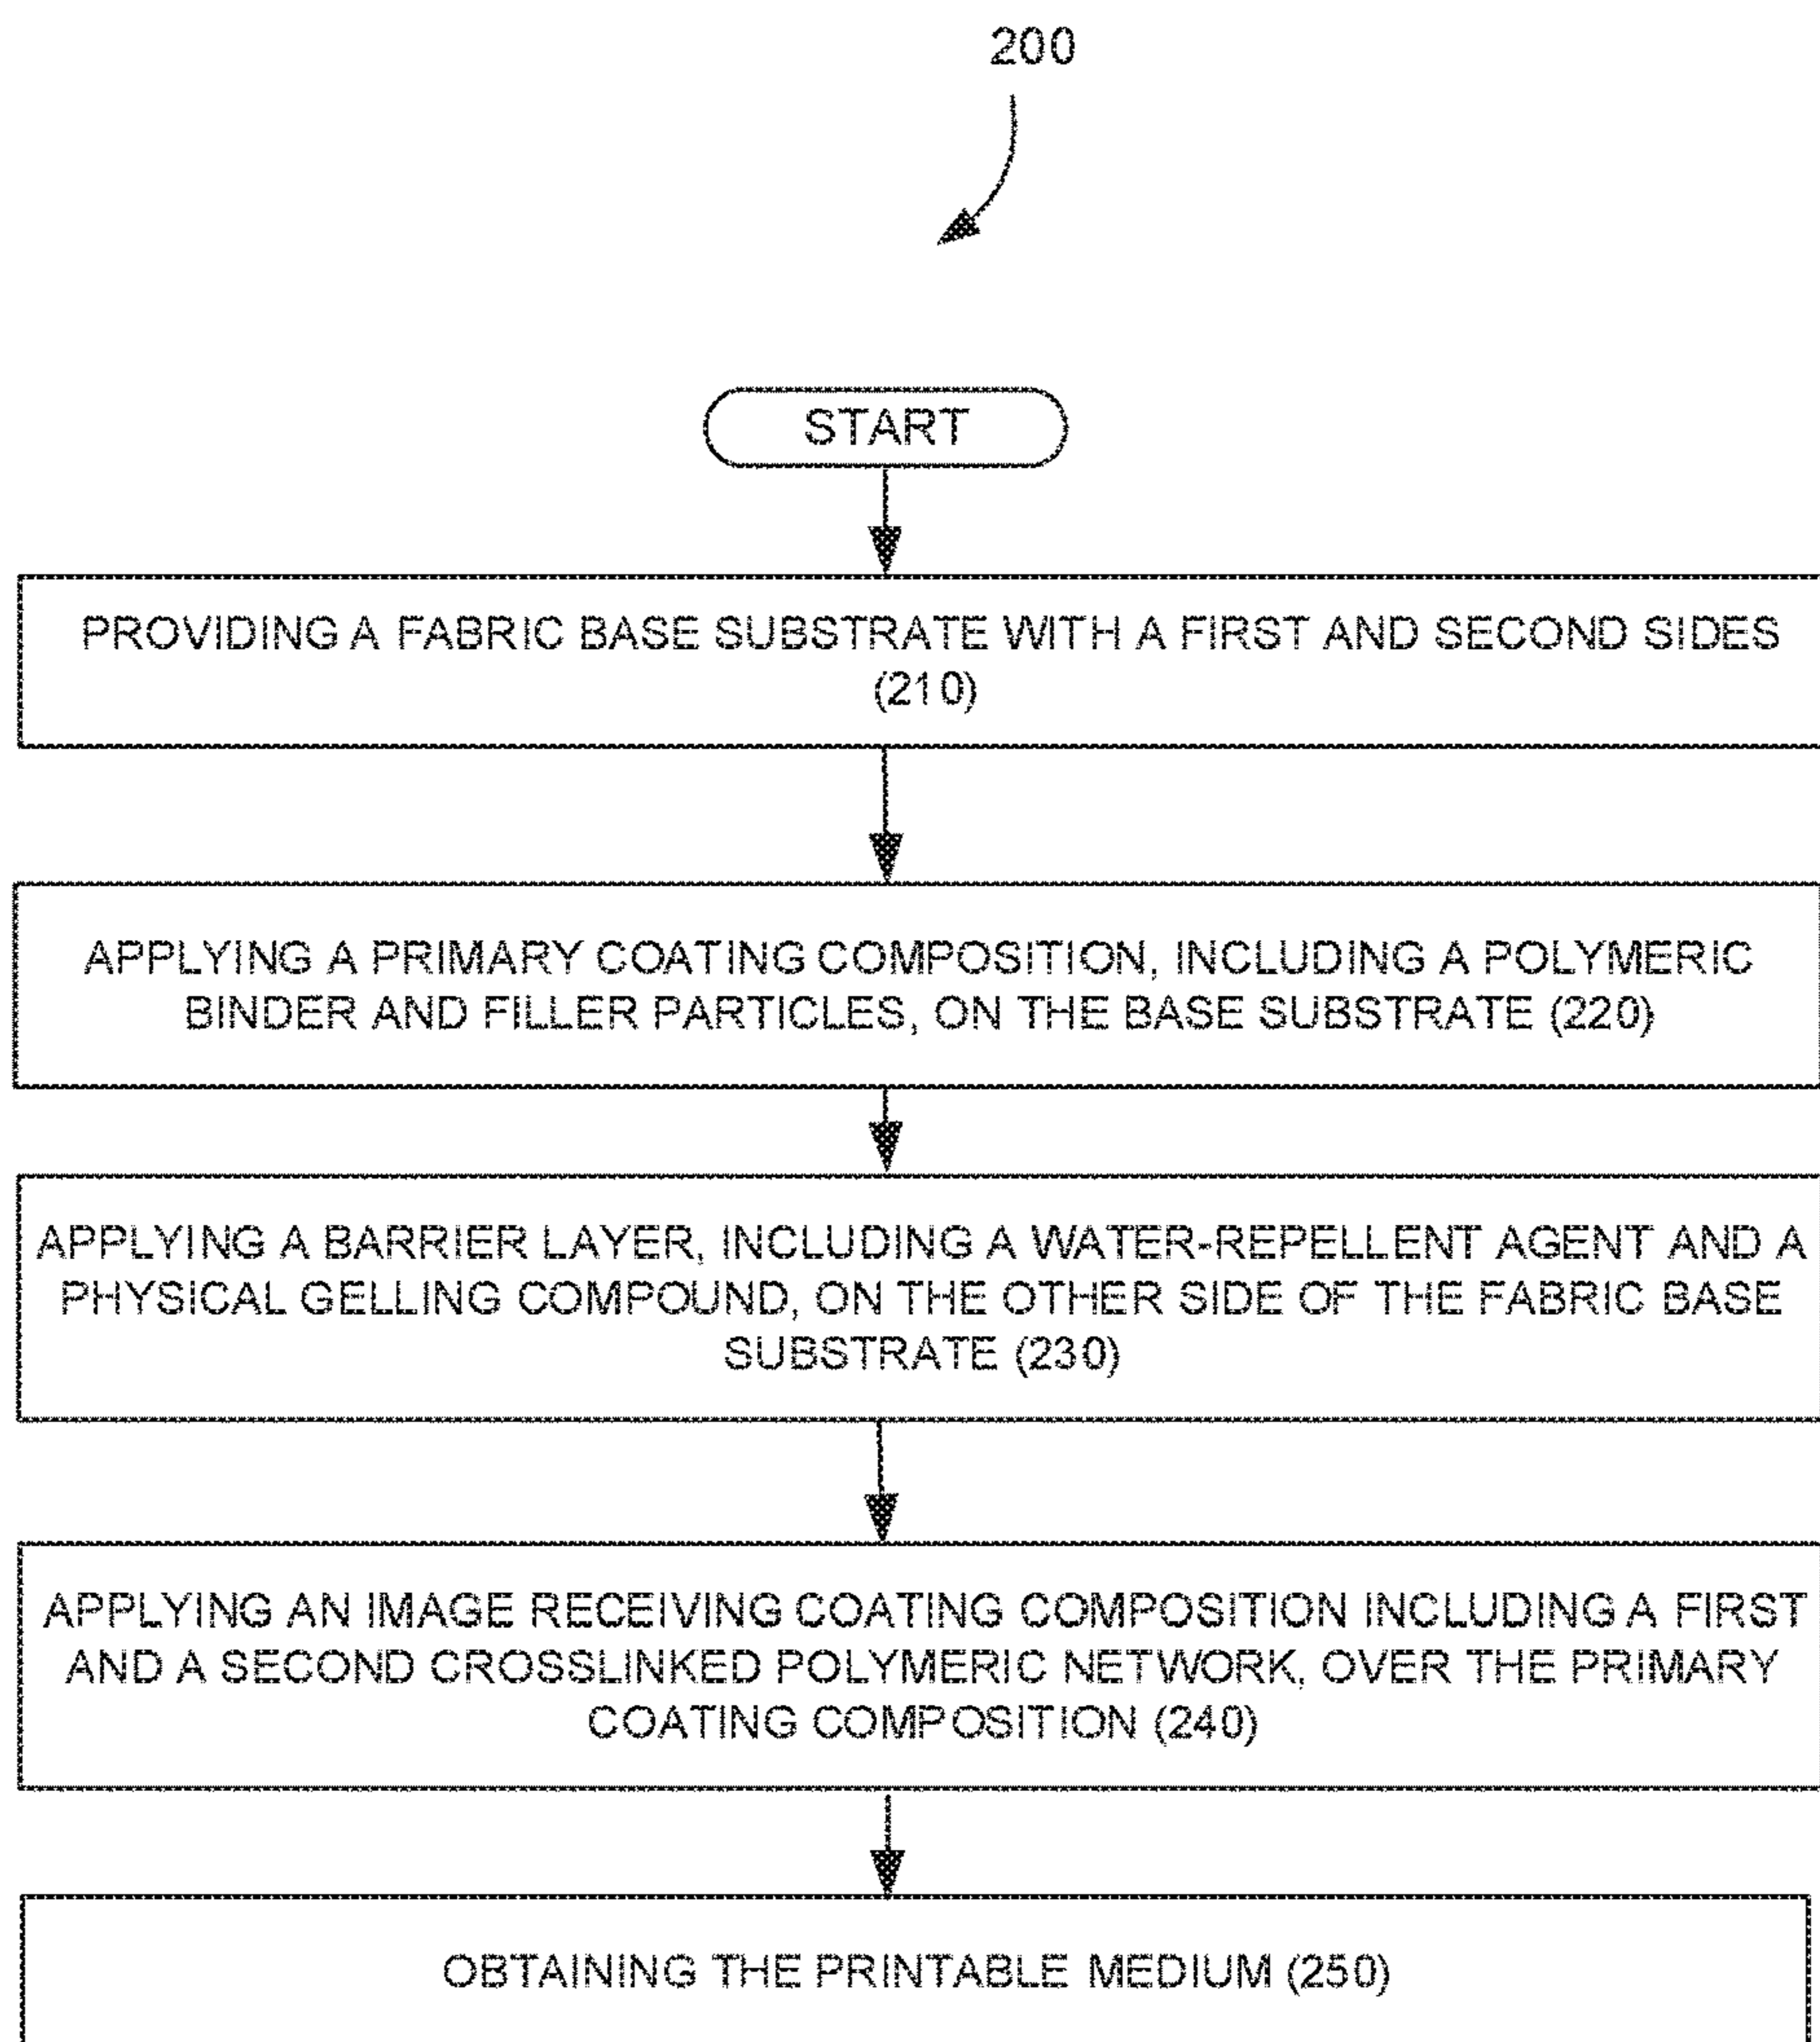 200
START
PROVIDING A FABRIC BASE SUBSTRATE WITH A FIRST AND SECOND SIDES
(210)
APPLYING A PRIMARY COATING COMPOSITION, INCLUDING A POLYMERIC
BINDER AND FILLER PARTICLES, ON THE BASE SUBSTRATE (220)
APPLYING A BARRIER LAYER, INCLUDING A WATER-REPELLENT AGENT AND A
PHYSICAL GELLING COMPOUND, ON THE OTHER SIDE OF THE FABRIC BASE
SUBSTRATE (230)
APPLYING AN IMAGE RECEIVING COATING COMPOSITION INCLUDING A FIRST
AND A SECOND CROSSLINKED POLYMERIC NETWORK, OVER THE PRIMARY
COATING COMPOSITION (240)
OBTAINING THE PRINTABLE MEDIUM (250)